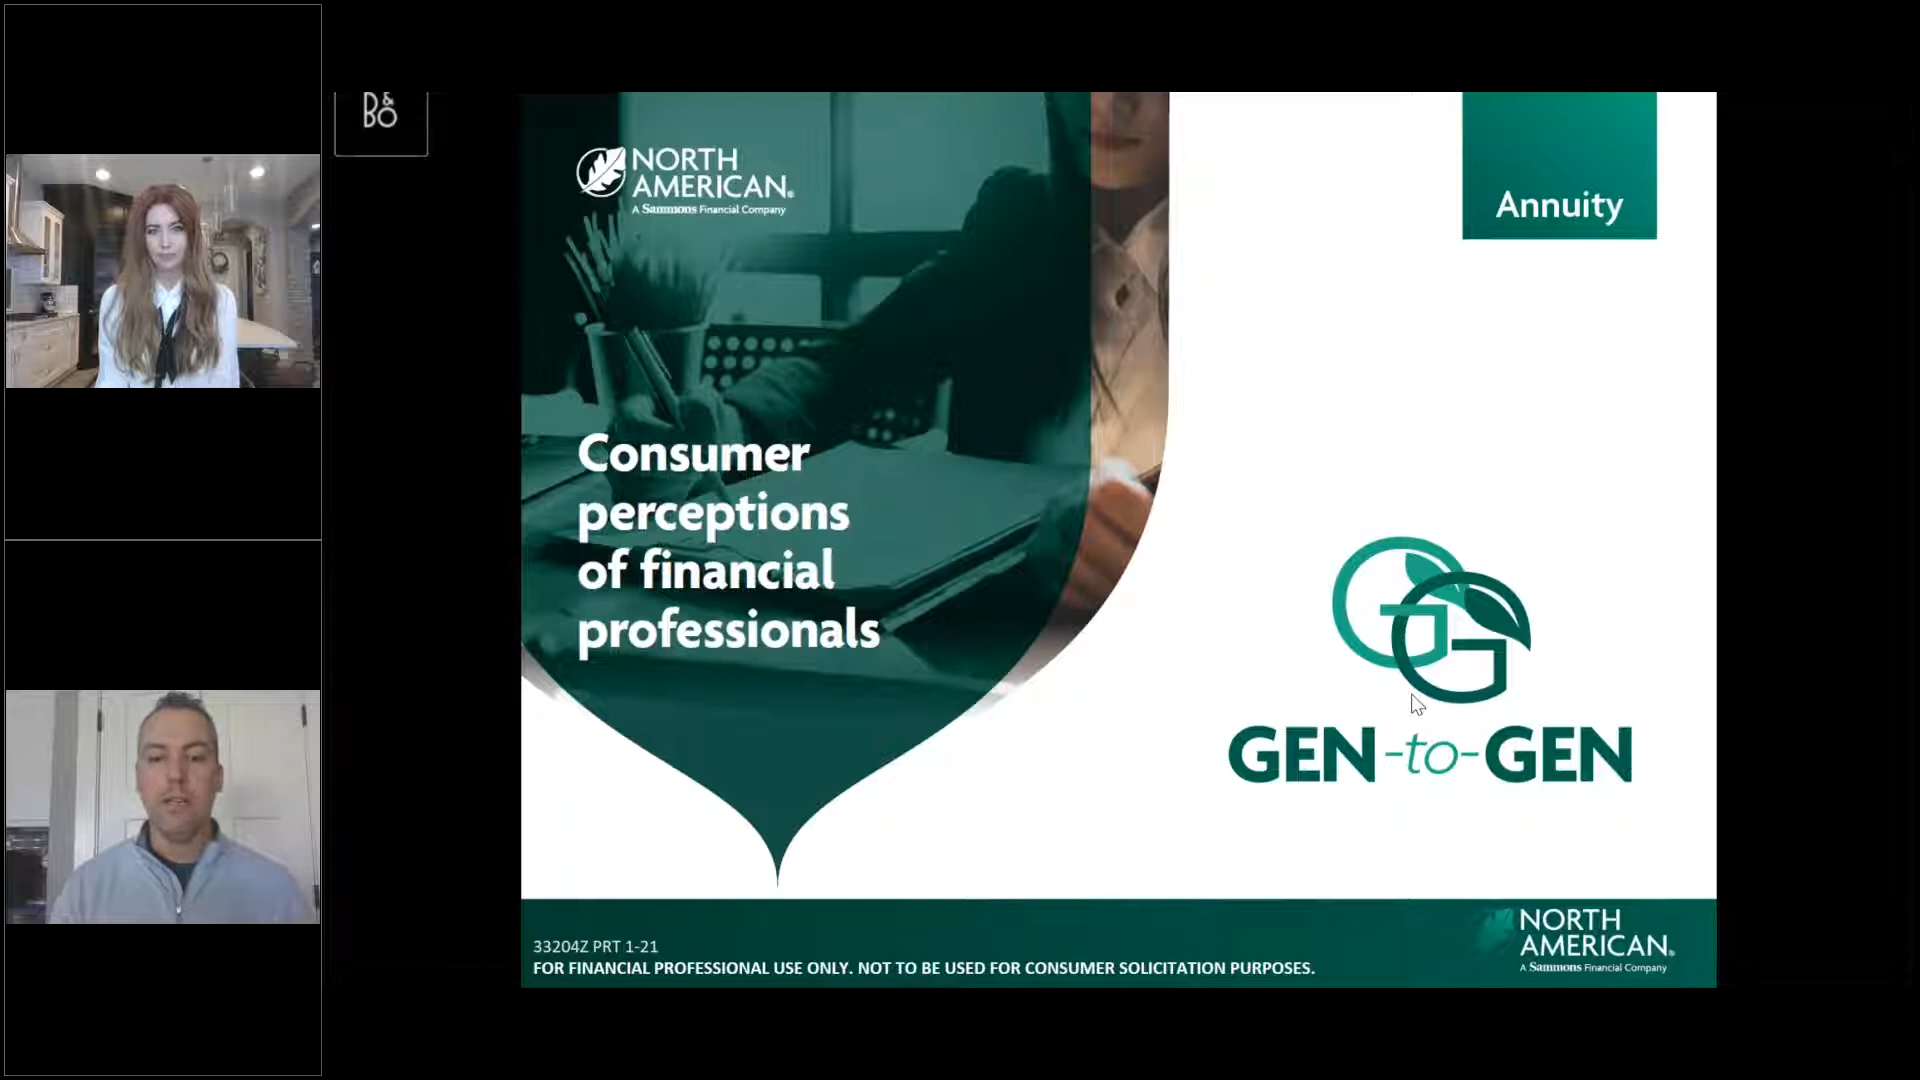 B&O
NORTH
AMERICAN®
A Sammons Financial Company
Annuity
Consumer
perceptions
of financial
professionals
GEN-to-GEN
33204Z PRT 1-21
FOR FINANCIAL PROFESSIONAL USE ONLY. NOT TO BE USED FOR CONSUMER SOLICITATION PURPOSES.
NORTH
AMERICAN®
A Sammons Financial Company